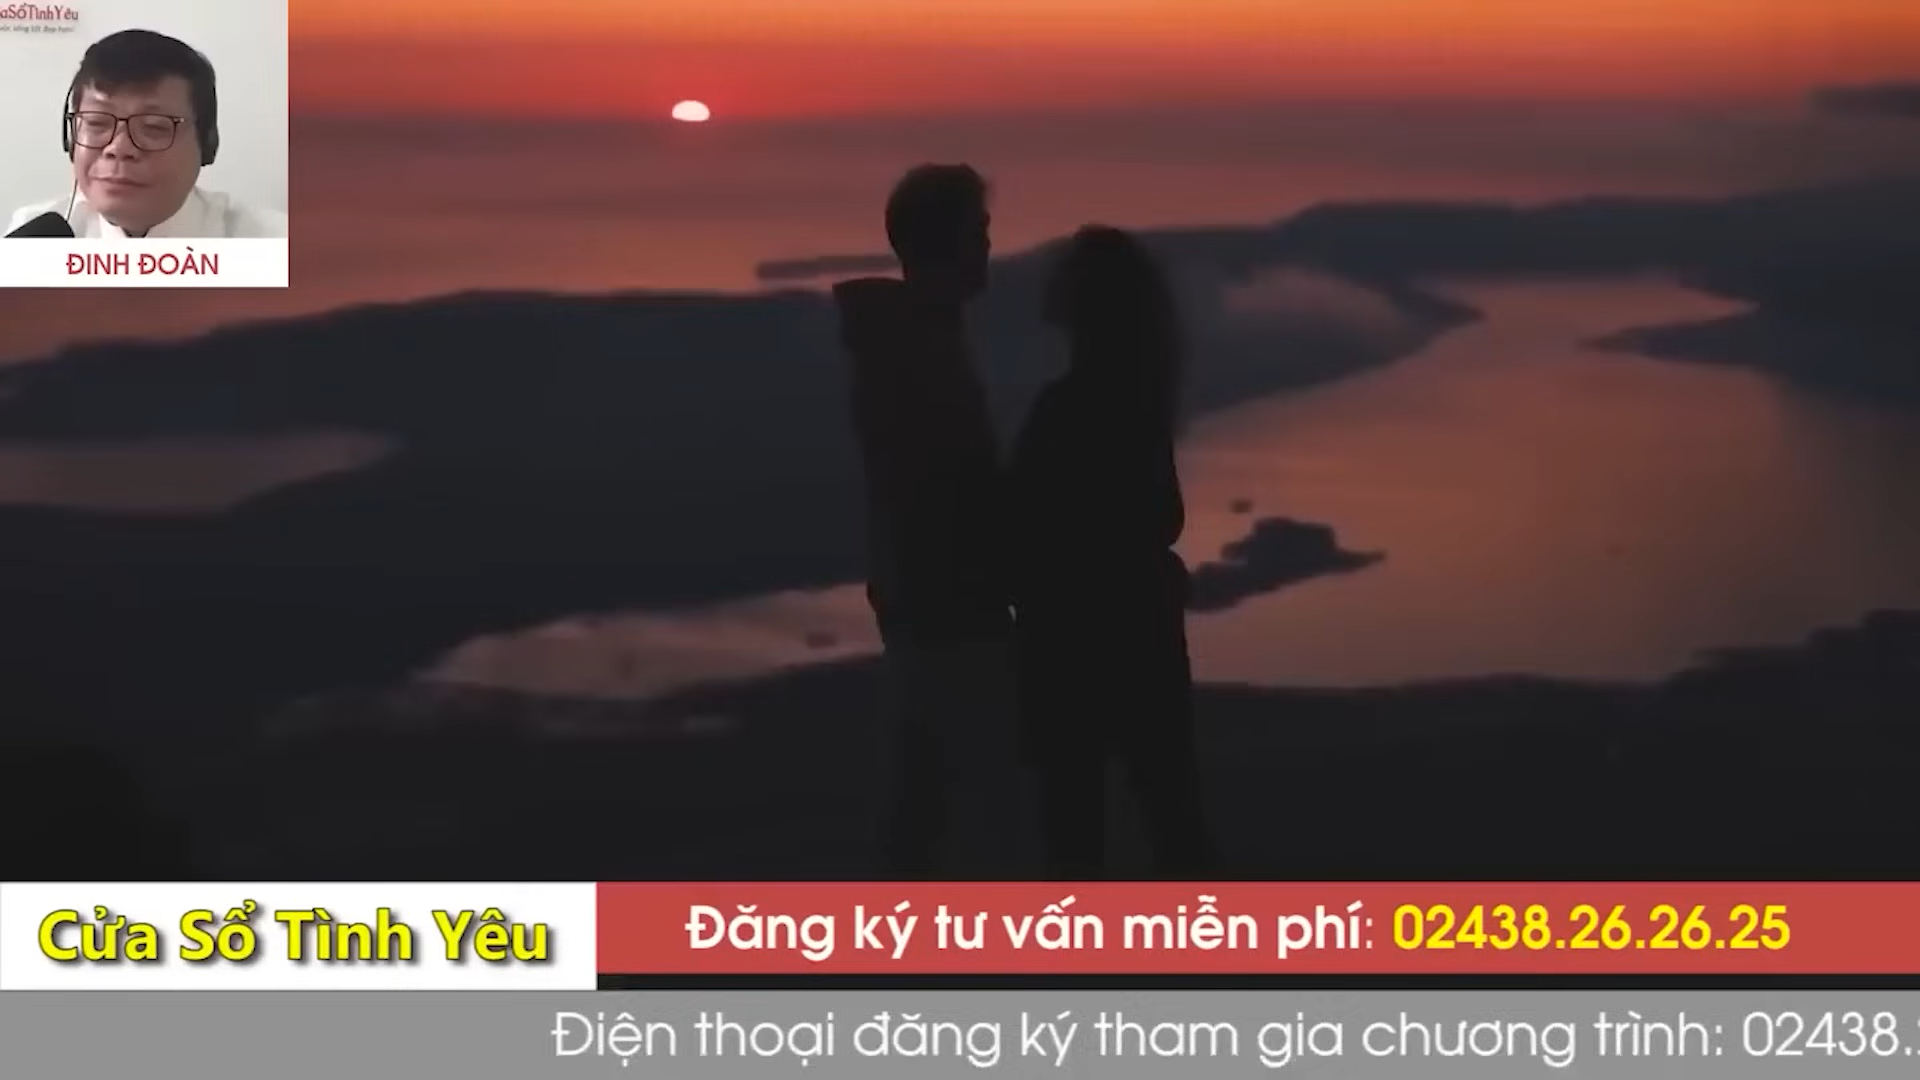 aSổTìnhYêu
ĐINH ĐOÀN
Cửa Sổ Tình Yêu
Đăng ký tư vấn miễn phí: 02438.26.26.25
Điện thoại đăng ký tham gia chương trình: 02438.